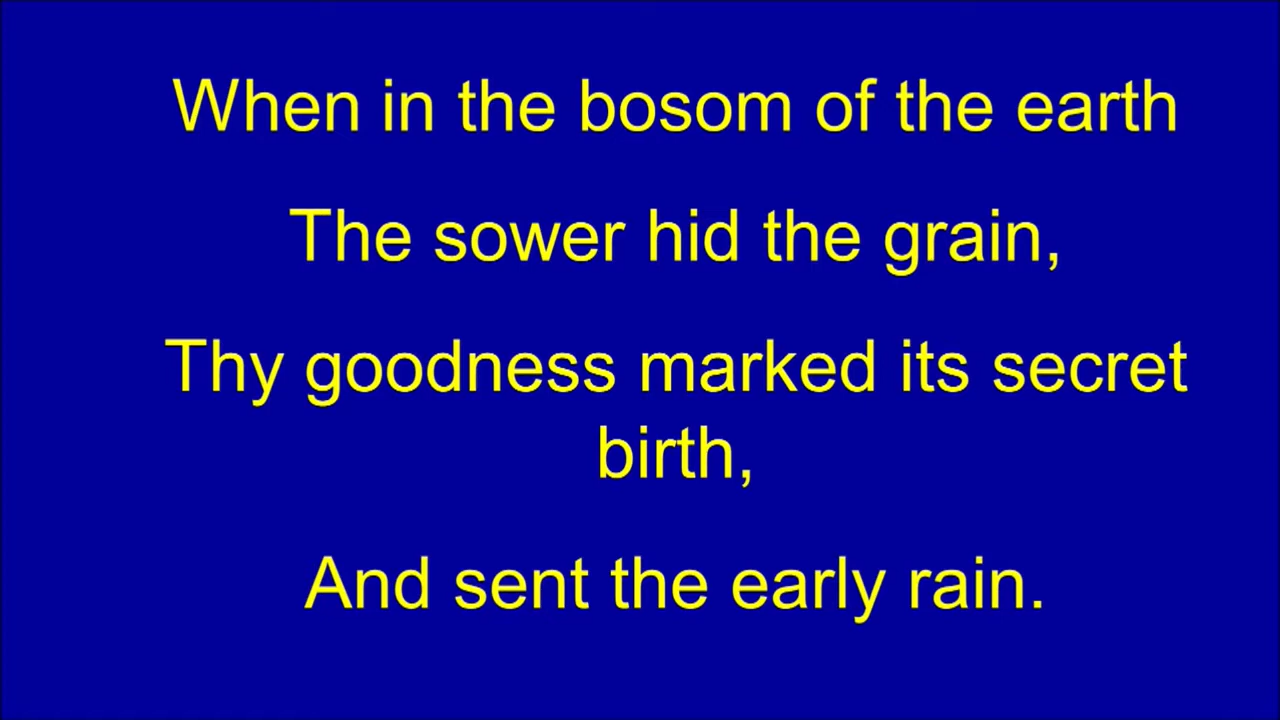 When in the bosom of the earth
The sower hid the grain,
Thy goodness marked its secret
birth,
And sent the early rain.